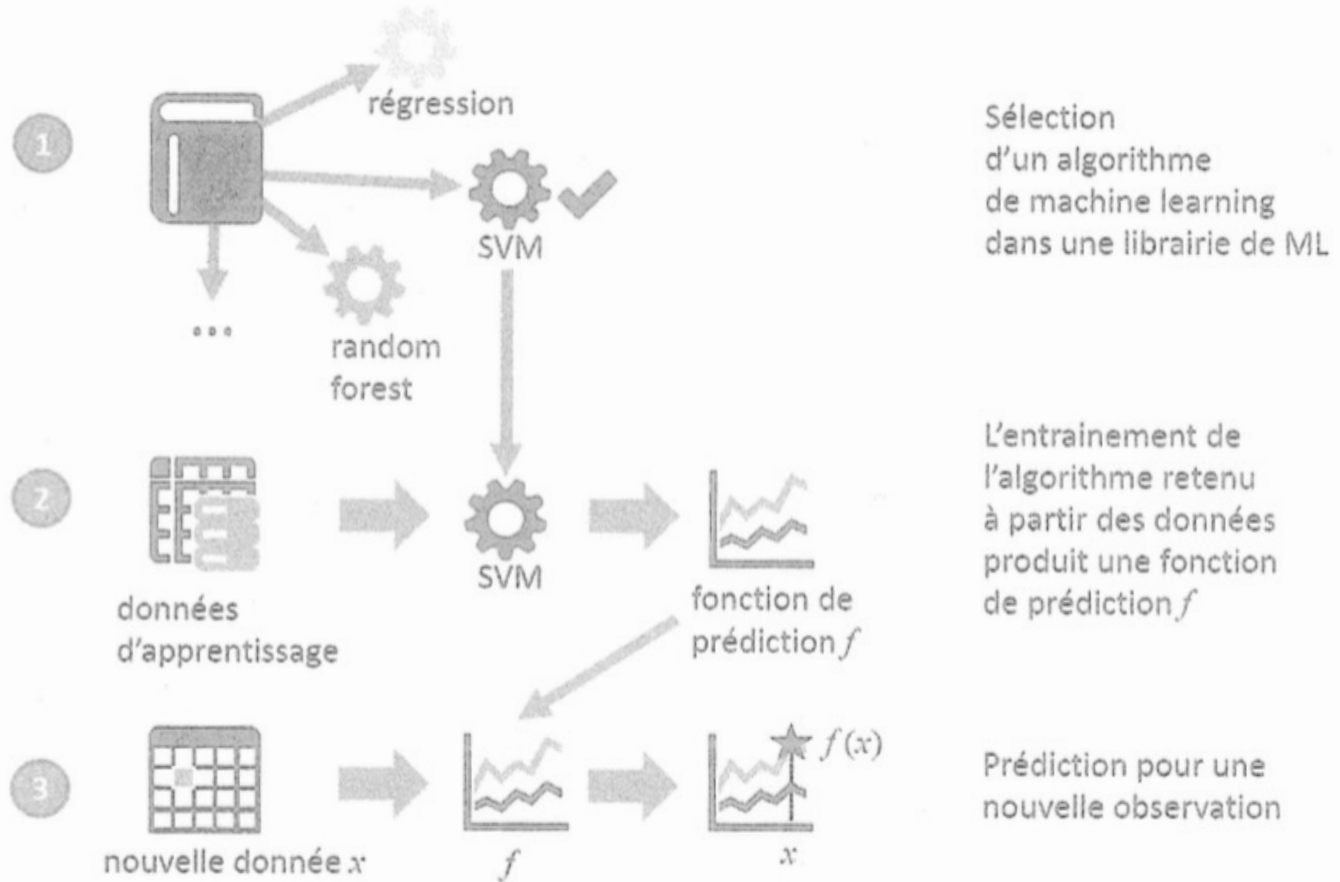 1
régression
SVM
random
forest
...
Sélection
d'un algorithme
de machine learning
dans une librairie de ML
2
données
d'apprentissage
SVM
fonction de
prédiction f
L'entrainement de
l'algorithme retenu
à partir des données
produit une fonction
de prédiction f
3
nouvelle donnée x
f
f(x)
x
Prédiction pour une
nouvelle observation